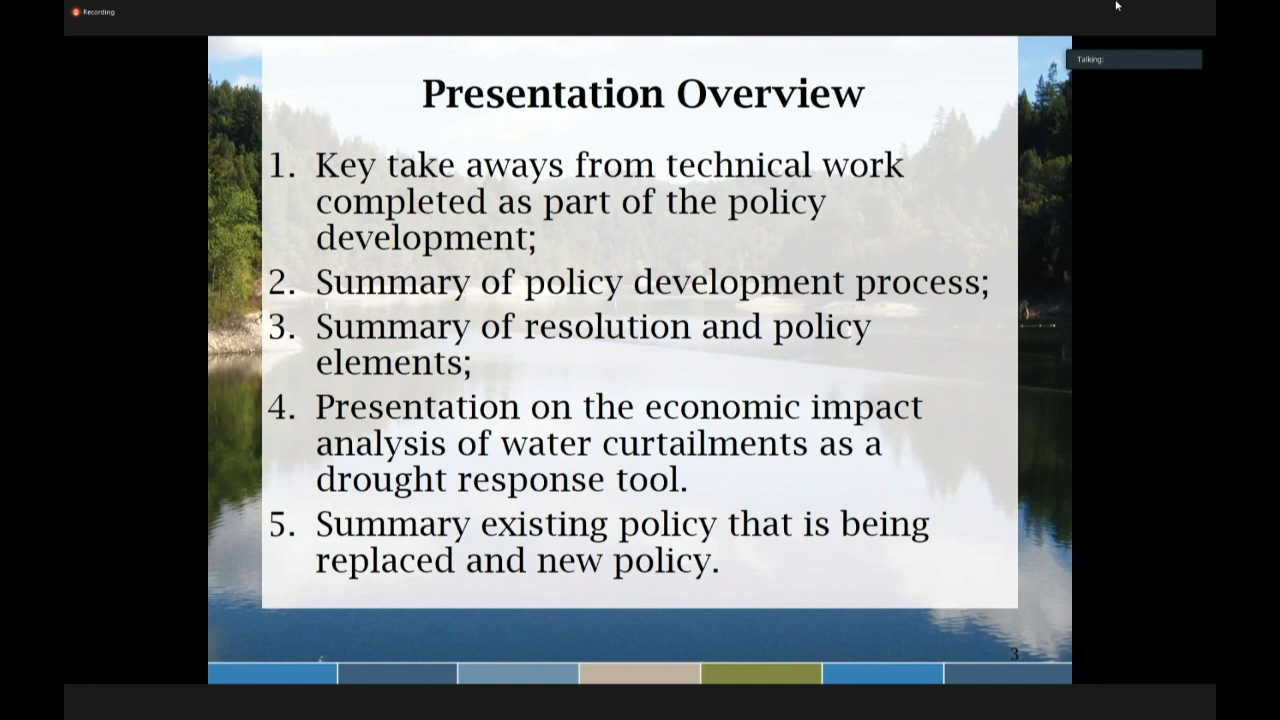 Recording
Talking:
Presentation Overview
1. Key take aways from technical work
completed as part of the policy
development;
2. Summary of policy development process;
3. Summary of resolution and policy
elements;
4. Presentation on the economic impact
analysis of water curtailments as a
drought response tool.
5. Summary existing policy that is being
replaced and new policy.
3